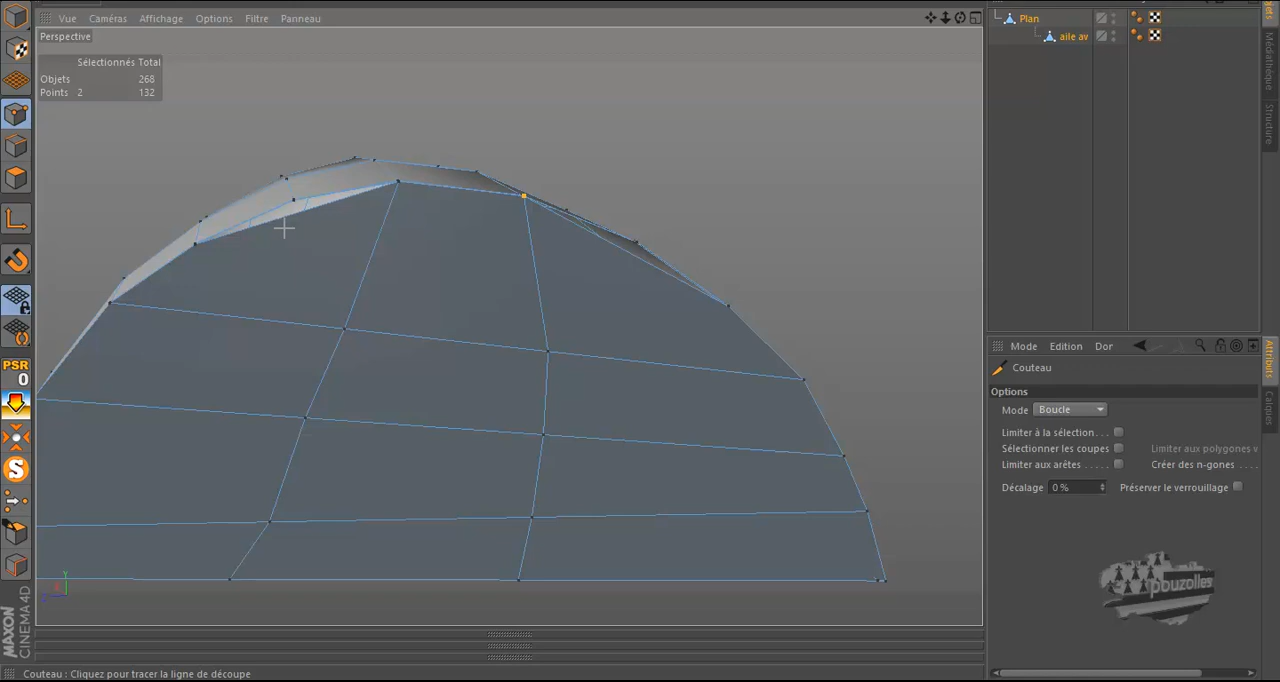 Vue Caméras Affichage Options Filtre Panneau
Perspective
Sélectionnés Total
Objets 268
Points 2 132
PSR
0
S
MAXON
CINEMA 4D
Couteau : Cliquez pour tracer la ligne de découpe
Plan
aile av
Médiathèque
Structure
Mode Edition Dor
Couteau
Options
Mode Boucle
Limiter à la sélection
Sélectionner les coupes Limiter aux polygones v
Limiter aux arêtes Créer des n-gones
Décalage 0 % Préserver le verrouillage
Attributs
Calques
pouzolles